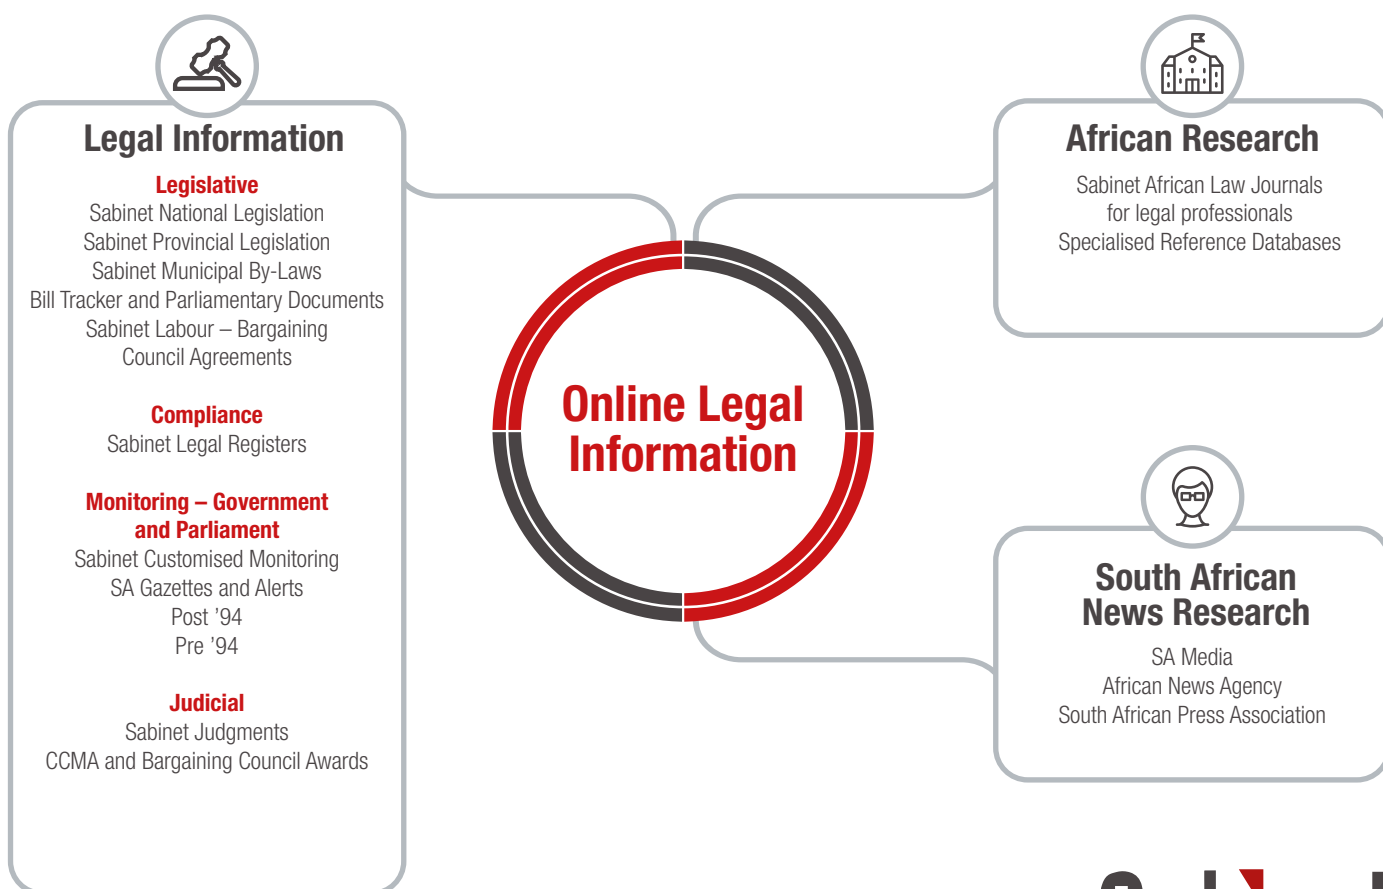 Legal Information
Legislative
Sabinet National Legislation
Sabinet Provincial Legislation
Sabinet Municipal By-Laws
Bill Tracker and Parliamentary Documents
Sabinet Labour – Bargaining
Council Agreements
Compliance
Sabinet Legal Registers
Monitoring – Government
and Parliament
Sabinet Customised Monitoring
SA Gazettes and Alerts
Post ’94
Pre ’94
Judicial
Sabinet Judgments
CCMA and Bargaining Council Awards
Online Legal
Information
African Research
Sabinet African Law Journals
for legal professionals
Specialised Reference Databases
South African
News Research
SA Media
African News Agency
South African Press Association